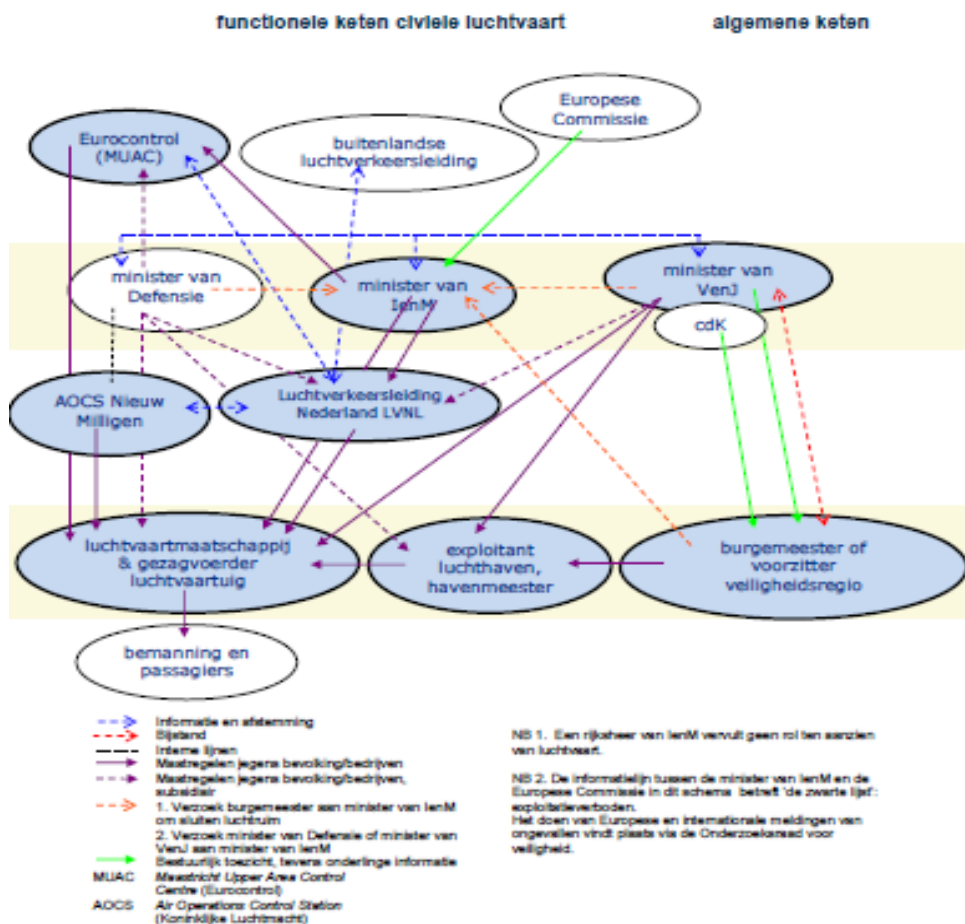 functionele keten civiele luchtvaart
algemene keten
Europese
Commissie
Eurocontrol
(MUAC)
buitenlandse
luchtverkeersleiding
minister van
Defensie
minister van
IenM
minister van
VenJ
cdK
AOCS Nieuw
Milligen
Luchtverkeersleiding
Nederland LVNL
luchtvaartmaatschappij
& gezagvoerder
luchtvaartuig
exploitant
luchthaven,
havenmeester
burgemeester of
voorzitter
veiligheidsregio
bemanning en
passagiers
Informatie en afstemming
Bijstand
Interne lijnen
Maatregelen jegens bevolking/bedrijven
Maatregelen jegens bevolking/bedrijven,
subsidiair
1. Verzoek burgemeester aan minister van IenM
om sluiten luchtruim
2. Verzoek minister van Defensie of minister van
VenJ aan minister van IenM
Bestuurlijk toezicht, tevens onderlinge informatie
MUAC Maastricht Upper Area Control
Centre (Eurocontrol)
AOCS Air Operations Control Station
(Koninklijke Luchtmacht)
NB 1. Een rijksheer van IenM vervult geen rol ten aanzien
van luchtvaart.
NB 2. De informatielijn tussen de minister van IenM en de
Europese Commissie in dit schema betreft 'de zwarte lijst':
exploitatieverboden.
Het doen van Europese en internationale meldingen van
ongevallen vindt plaats via de Onderzoeksraad voor
veiligheid.